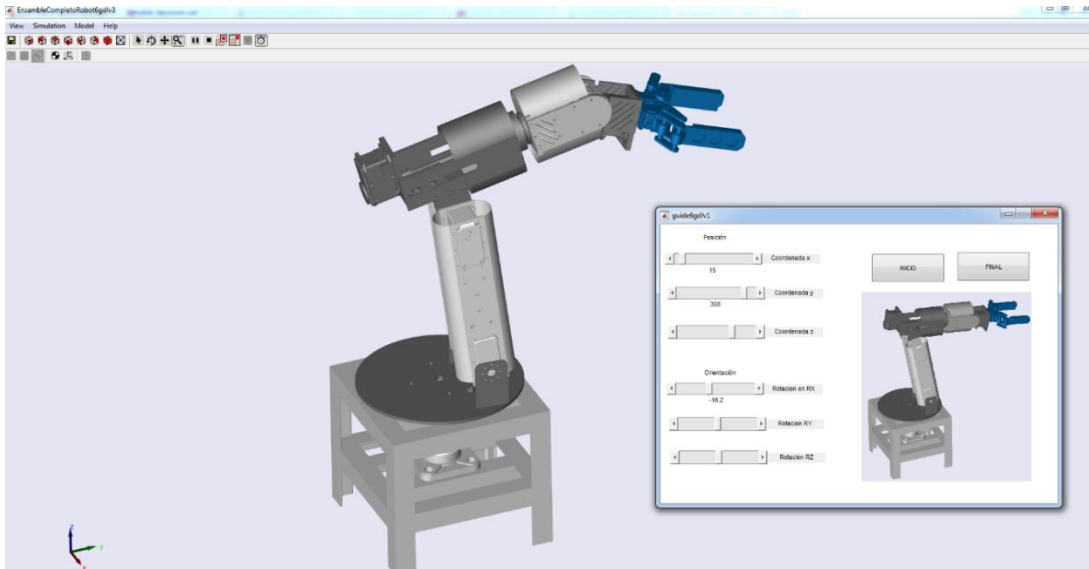 EnsambleCompletoRobot6gdlv3
View Simulation Model Help
guide6gdlv1
Posición
Coordenada x
15
Coordenada y
308
Coordenada z
Orientación
Rotación en RX
-16.2
Rotacion RY
Rotación RZ
INICIO
FINAL
z
y
x